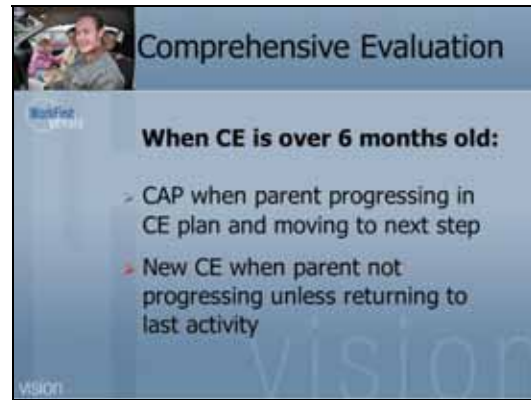 Comprehensive Evaluation
WorkFirst
When CE is over 6 months old:
CAP when parent progressing in
CE plan and moving to next step
New CE when parent not
progressing unless returning to
last activity
vision
vision